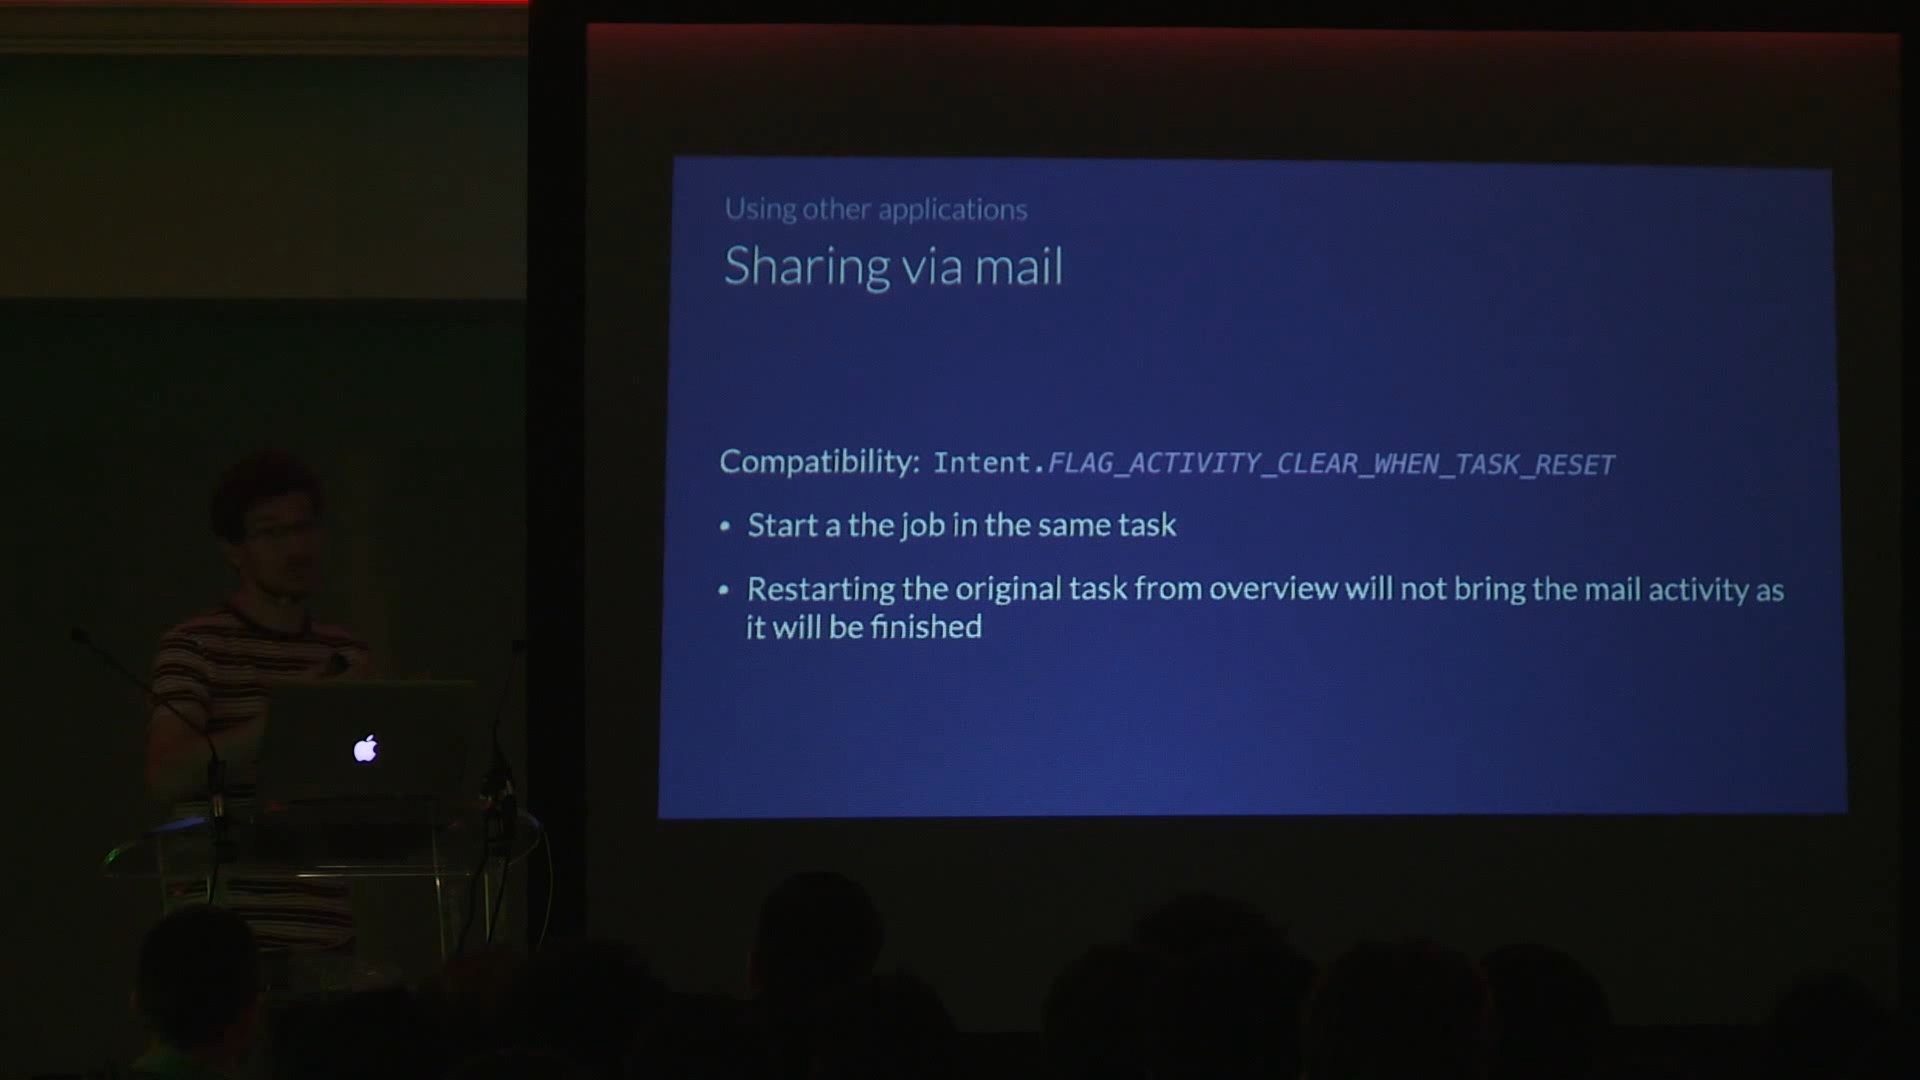 Using other applications
Sharing via mail
Compatibility: Intent.FLAG_ACTIVITY_CLEAR_WHEN_TASK_RESET
• Start a the job in the same task
• Restarting the original task from overview will not bring the mail activity as
it will be finished